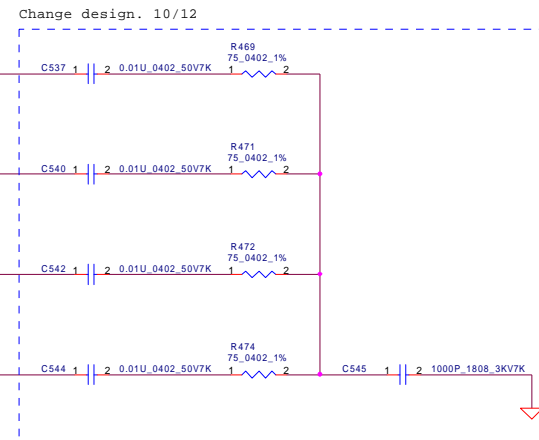 Change design. 10/12
R469
75_0402_1%
C537 1 2 0.01U_0402_50V7K 1 2
R471
75_0402_1%
C540 1 2 0.01U_0402_50V7K 1 2
R472
75_0402_1%
C542 1 2 0.01U_0402_50V7K 1 2
R474
75_0402_1%
C544 1 2 0.01U_0402_50V7K 1 2 C545 1 2 1000P_1808_3KV7K